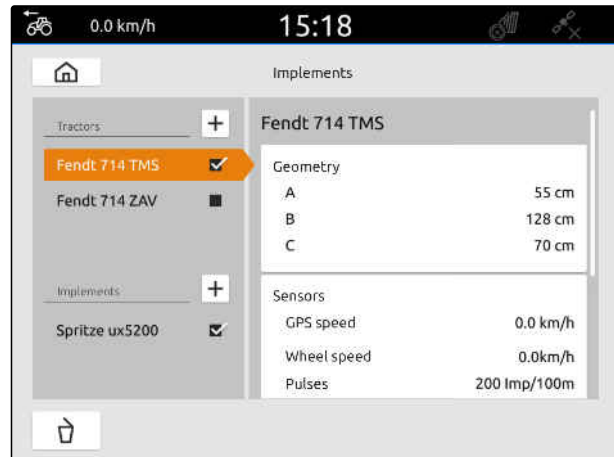 0.0 km/h
15:18
Implements
Tractors
Fendt 714 TMS
Fendt 714 ZAV
Implements
Spritze ux5200
Fendt 714 TMS
Geometry
A 55 cm
B 128 cm
C 70 cm
Sensors
GPS speed 0.0 km/h
Wheel speed 0.0km/h
Pulses 200 Imp/100m